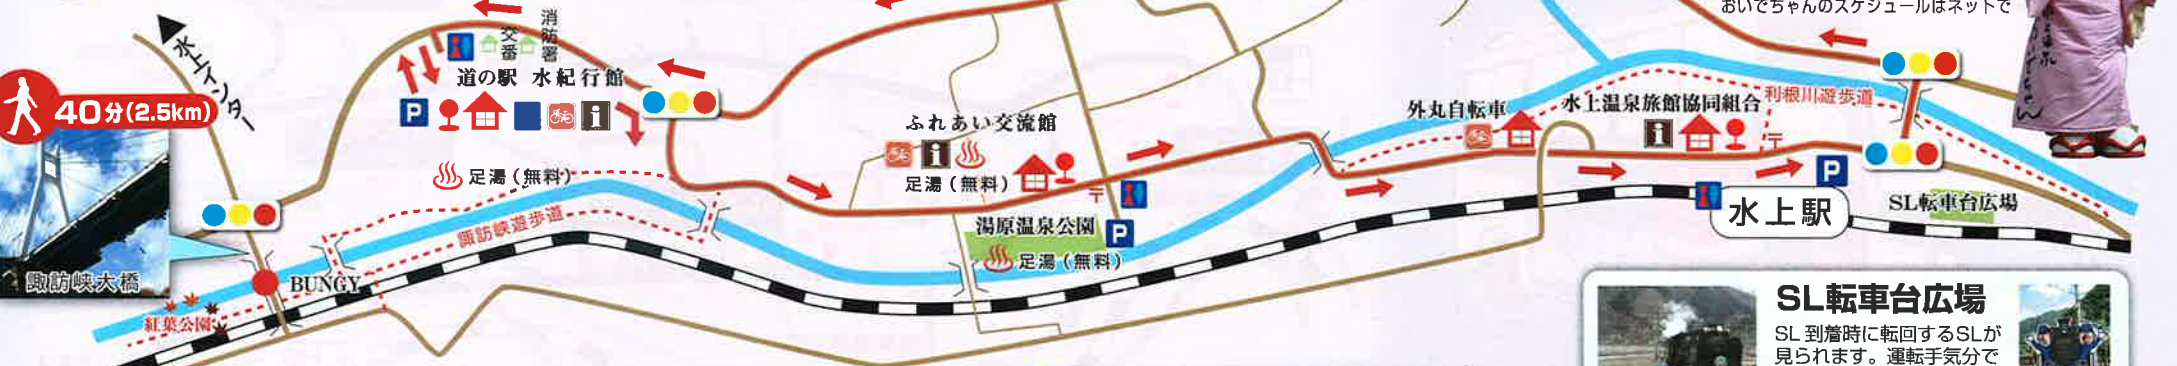 おいでちゃんのスケジュールはネットで
水上インター
40分(2.5km)
諏訪峡大橋
紅葉公園
BUNGY
消防署
交番
道の駅 水紀行館
P
i
足湯(無料)
諏訪峡遊歩道
ふれあい交流館
i
足湯(無料)
〒
湯原温泉公園
P
足湯(無料)
外丸自転車
水上温泉旅館協同組合
i
利根川遊歩道
〒
P
水上駅
SL転車台広場
SL転車台広場
SL到着時に転回するSLが
見られます。運転手気分で